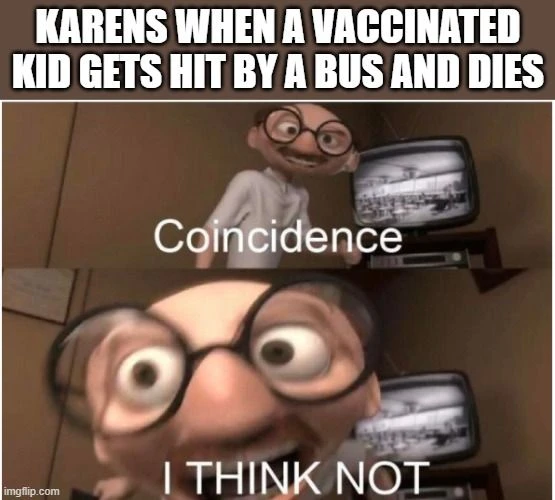 KARENS WHEN A VACCINATED
KID GETS HIT BY A BUS AND DIES
Coincidence
I THINK NOT
imgflip.com